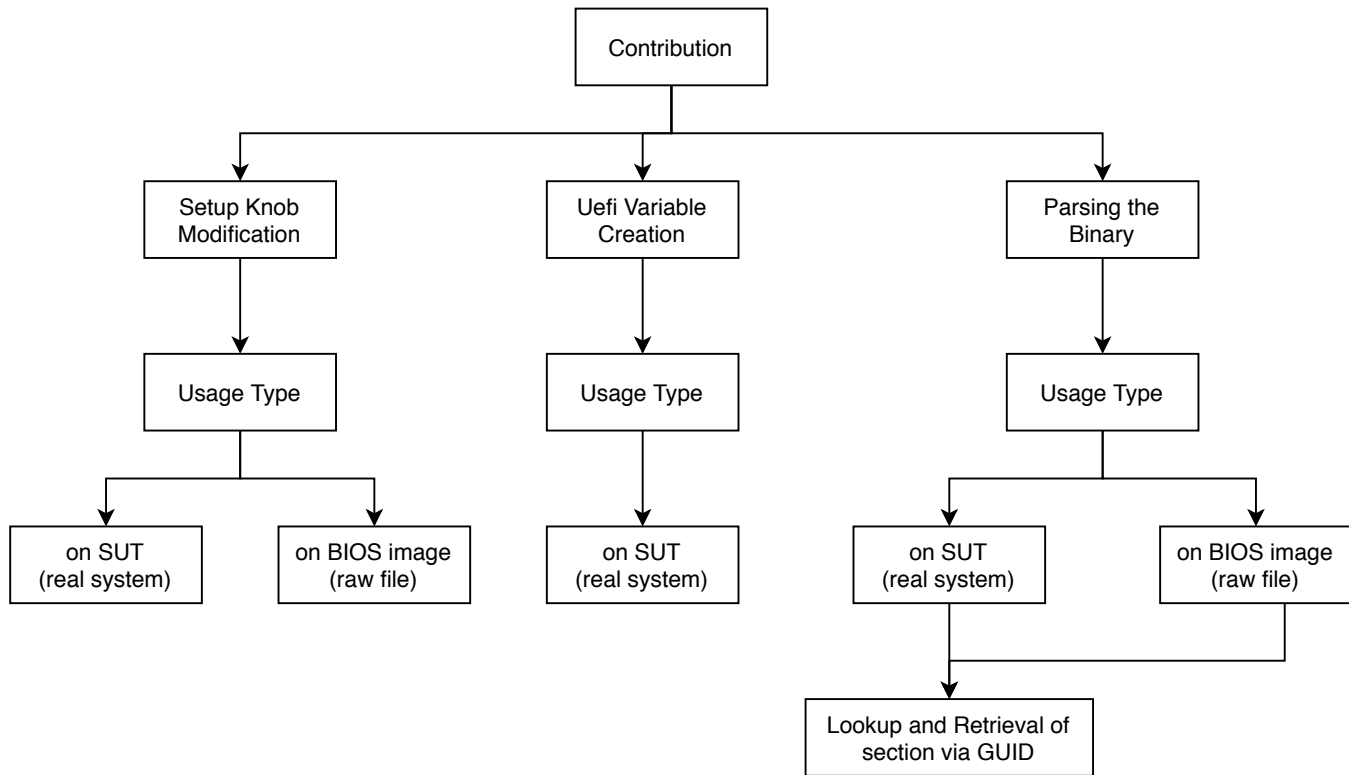 Contribution
Setup Knob
Modification
Uefi Variable
Creation
Parsing the
Binary
Usage Type
Usage Type
Usage Type
on SUT
(real system)
on BIOS image
(raw file)
on SUT
(real system)
on SUT
(real system)
on BIOS image
(raw file)
Lookup and Retrieval of
section via GUID